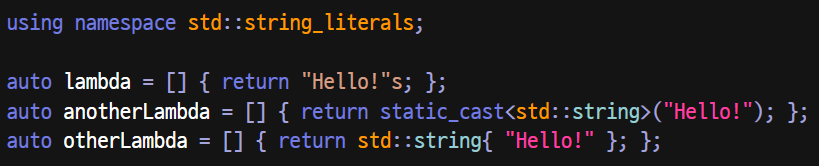 using namespace std::string_literals;
auto lambda = [] { return "Hello!"s; };
auto anotherLambda = [] { return static_cast<std::string>("Hello!"); };
auto otherLambda = [] { return std::string{ "Hello!" }; };